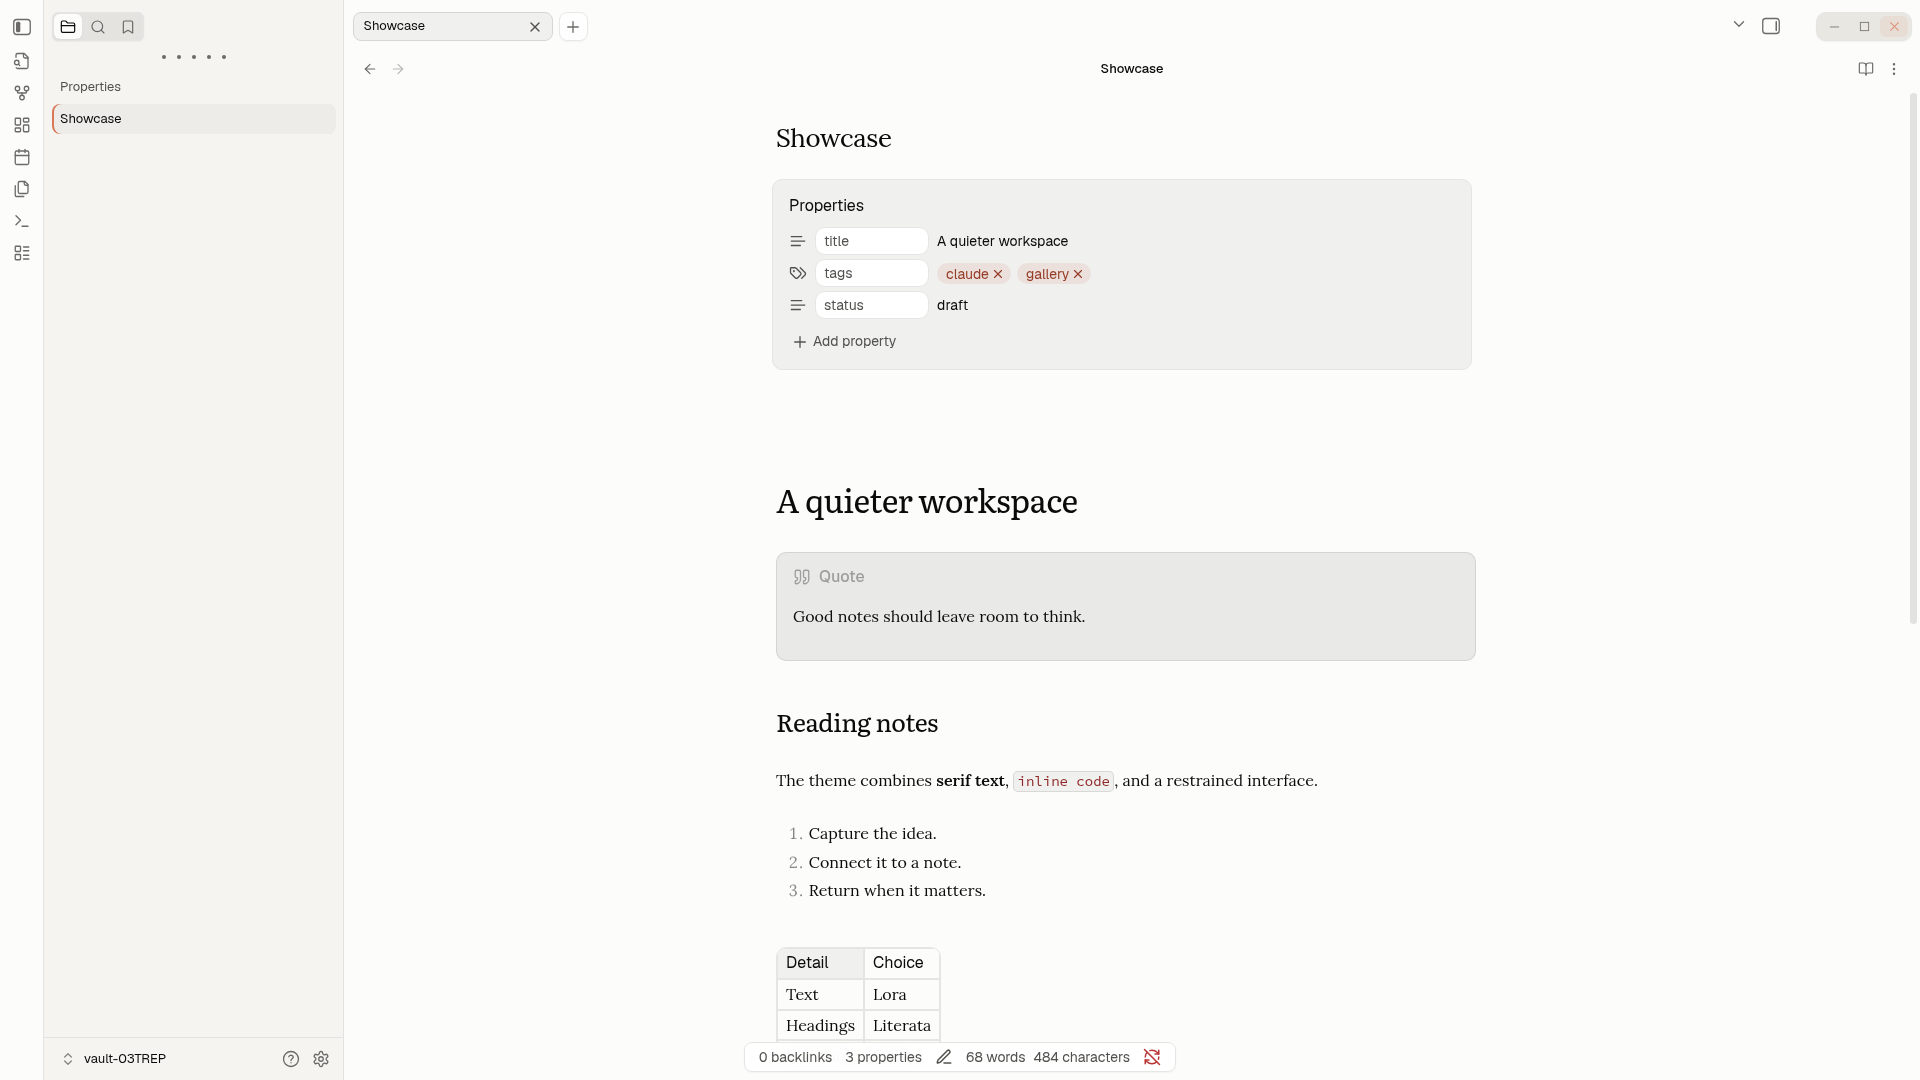 Showcase
Showcase
Properties
Showcase
Showcase
Properties
title A quieter workspace
tags claude gallery
status draft
Add property
A quieter workspace
Quote
Good notes should leave room to think.
Reading notes
The theme combines serif text, inline code, and a restrained interface.
1. Capture the idea.
2. Connect it to a note.
3. Return when it matters.
Detail Choice
Text Lora
Headings Literata
vault-03TREP
0 backlinks 3 properties 68 words 484 characters